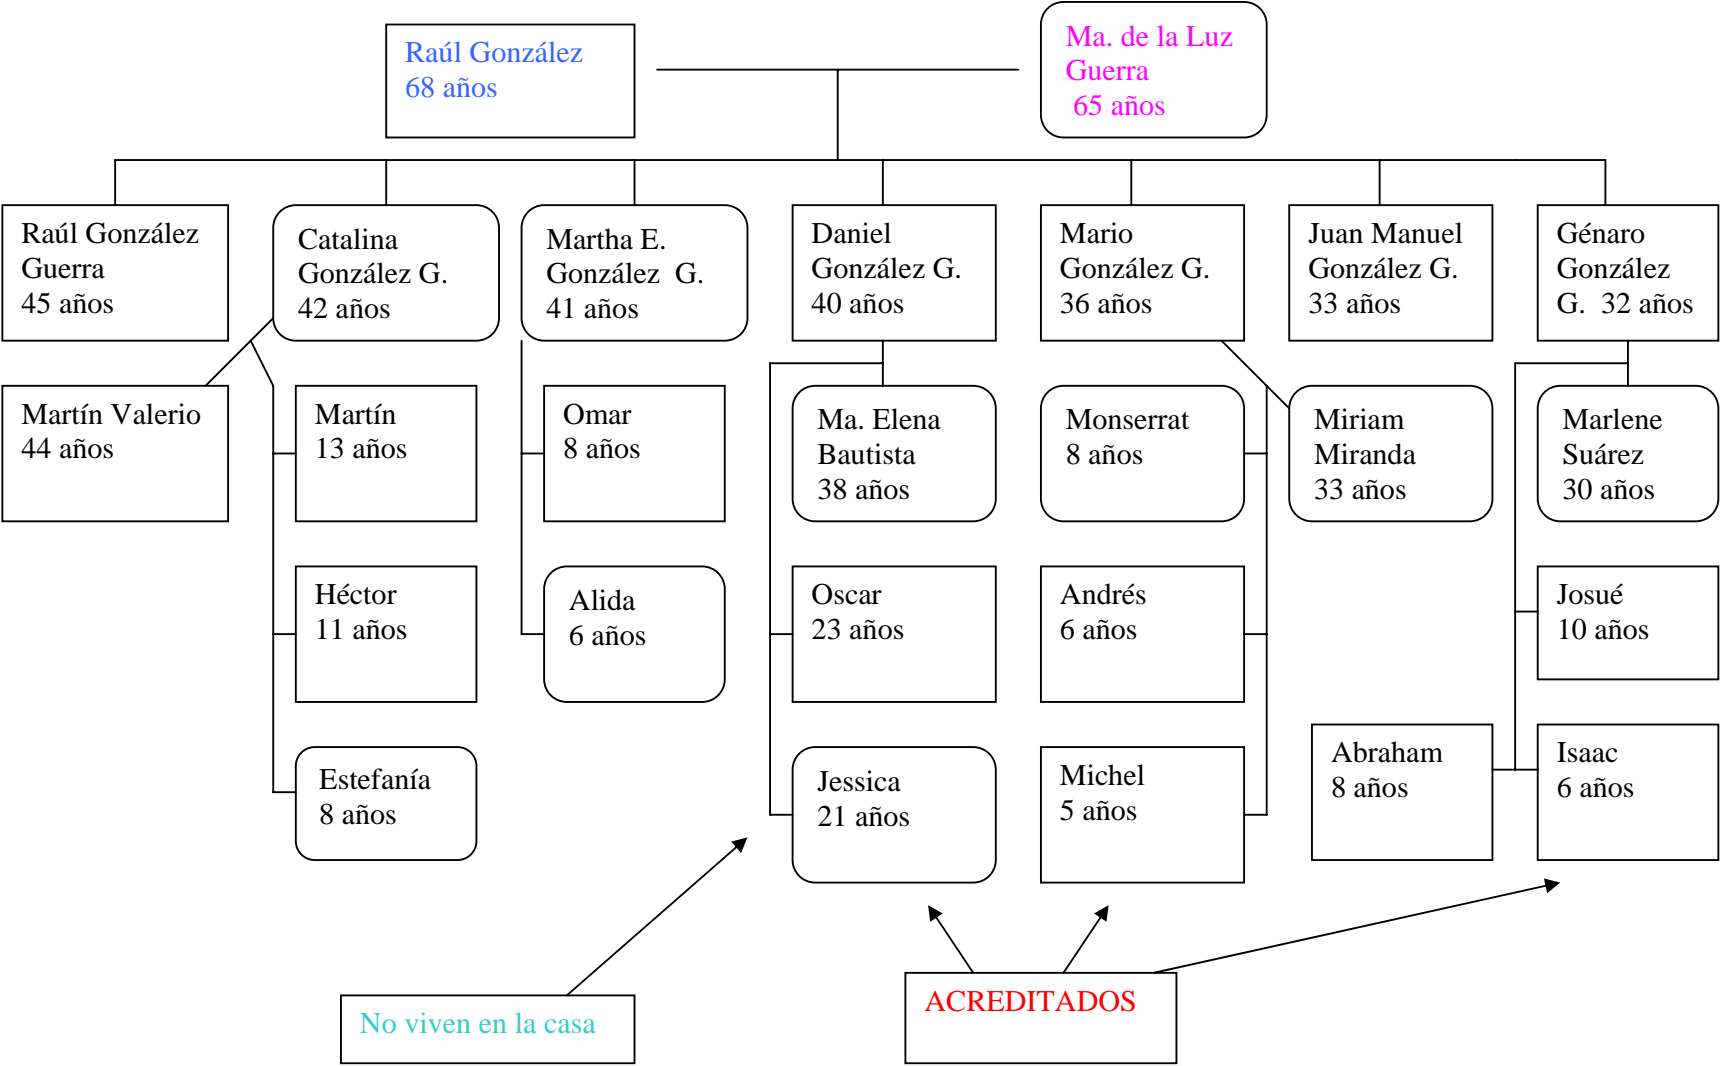 Raúl González
68 años
Ma. de la Luz
Guerra
65 años
Raúl González
Guerra
45 años
Catalina
González G.
42 años
Martha E.
González G.
41 años
Daniel
González G.
40 años
Mario
González G.
36 años
Juan Manuel
González G.
33 años
Génaro
González
G. 32 años
Martín Valerio
44 años
Martín
13 años
Omar
8 años
Ma. Elena
Bautista
38 años
Monserrat
8 años
Miriam
Miranda
33 años
Marlene
Suárez
30 años
Héctor
11 años
Alida
6 años
Oscar
23 años
Andrés
6 años
Josué
10 años
Estefanía
8 años
Jessica
21 años
Michel
5 años
Abraham
8 años
Isaac
6 años
No viven en la casa
ACREDITADOS